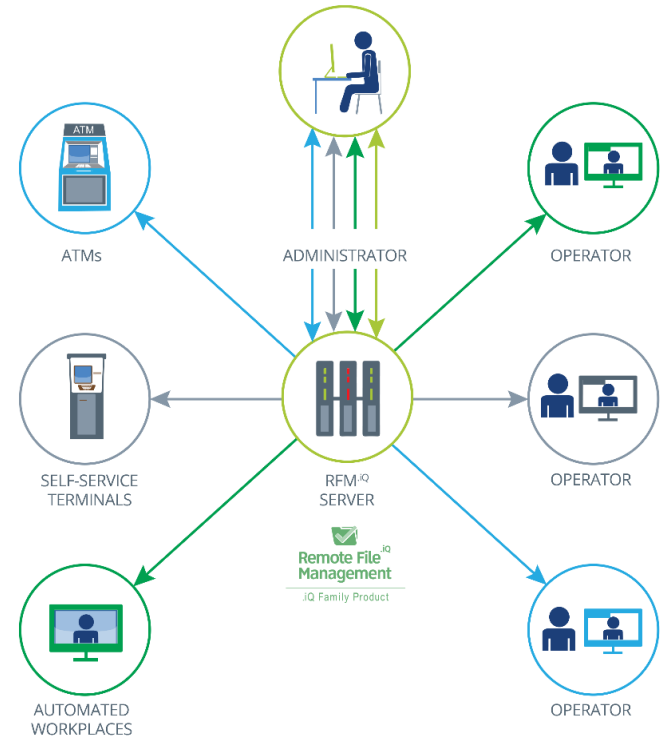 ATM
ATMs
ADMINISTRATOR
OPERATOR
SELF-SERVICE
TERMINALS
RFM.iQ
SERVER
OPERATOR
Remote File.iQ
Management
.iQ Family Product
AUTOMATED
WORKPLACES
OPERATOR